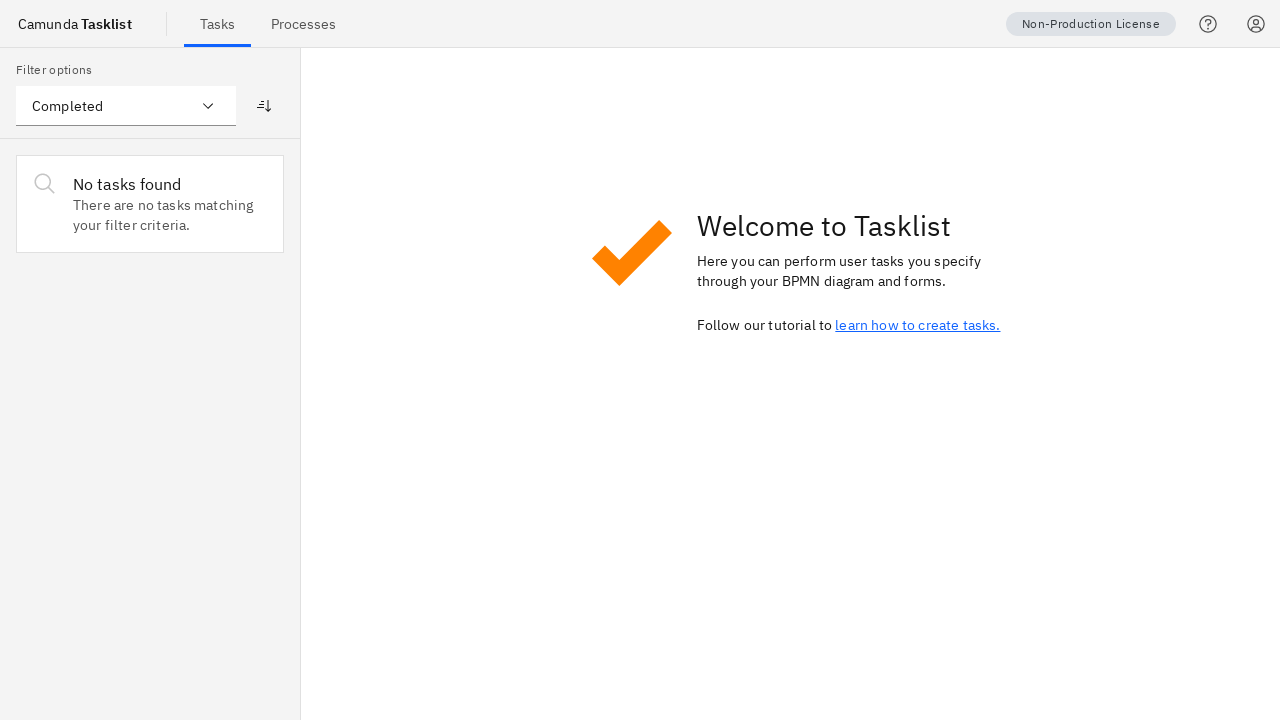 Camunda Tasklist
Tasks
Processes
Non-Production License
Filter options
Completed
No tasks found
There are no tasks matching
your filter criteria.
Welcome to Tasklist
Here you can perform user tasks you specify
through your BPMN diagram and forms.
Follow our tutorial to learn how to create tasks.